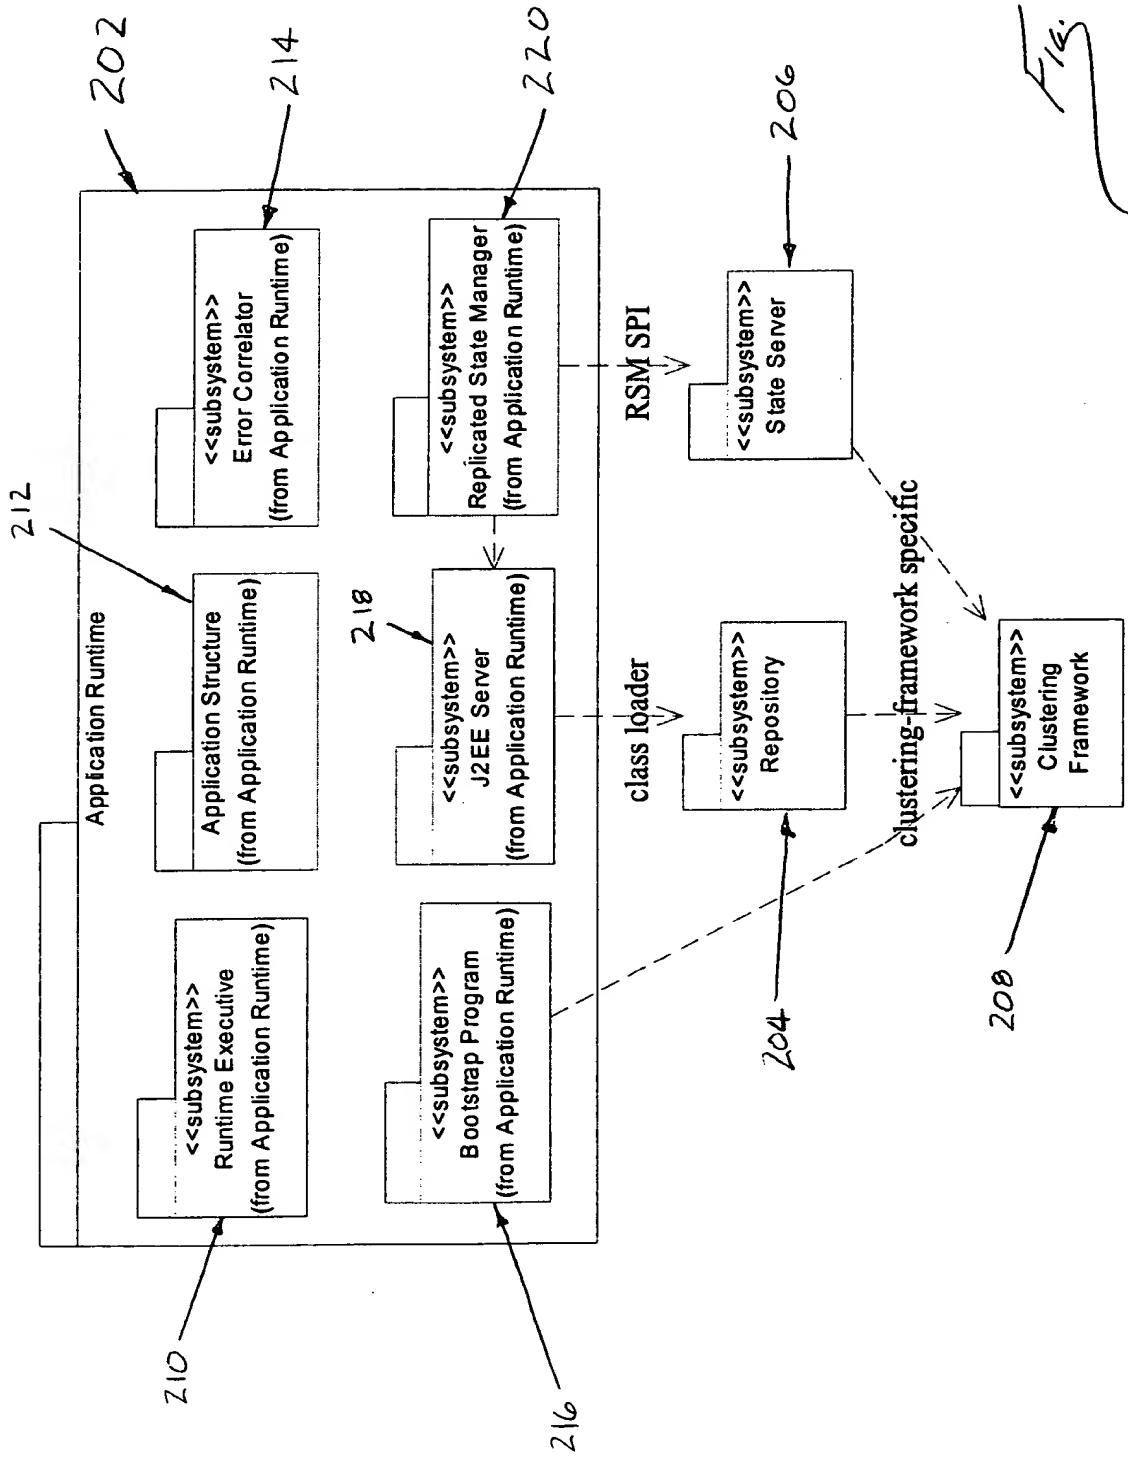 202
Application Runtime
212
214
<<subsystem>>
Runtime Executive
(from Application Runtime)
Application Structure
(from Application Runtime)
<<subsystem>>
Error Correlator
(from Application Runtime)
210
218
220
<<subsystem>>
Bootstrap Program
(from Application Runtime)
<<subsystem>>
J2EE Server
(from Application Runtime)
<<subsystem>>
Replicated State Manager
(from Application Runtime)
216
class loader
RSM SPI
<<subsystem>>
Repository
<<subsystem>>
State Server
204
206
clustering-framework specific
<<subsystem>>
Clustering
Framework
208
Fig.